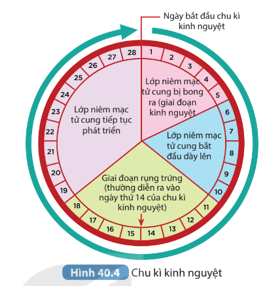 Ngày bắt đầu chu kì
kinh nguyệt
28 1 2 3 4 5 6 7 8 9 10 11 12 13 14 15 16 17 18 19 20 21 22 23 24 25 26 27
Lớp niêm mạc
tử cung bị bong
ra (giai đoạn
kinh nguyệt
Lớp niêm mạc
tử cung tiếp tục
phát triển
Lớp niêm mạc
tử cung bắt
đầu dày lên
Giai đoạn rụng trứng
(thường diễn ra vào
ngày thứ 14 của chu kì
kinh nguyệt)
Hình 40.4 Chu kì kinh nguyệt